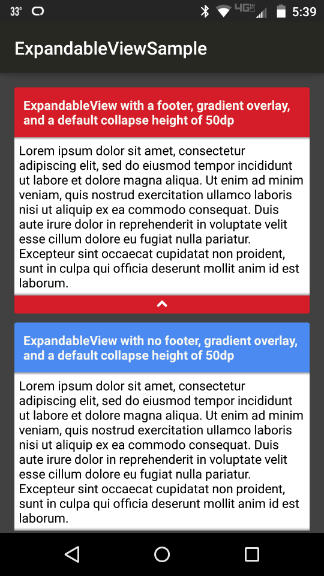 33° 4G 5:39
ExpandableViewSample
ExpandableView with a footer, gradient overlay,
and a default collapse height of 50dp
Lorem ipsum dolor sit amet, consectetur
adipiscing elit, sed do eiusmod tempor incididunt
ut labore et dolore magna aliqua. Ut enim ad minim
veniam, quis nostrud exercitation ullamco laboris
nisi ut aliquip ex ea commodo consequat. Duis
aute irure dolor in reprehenderit in voluptate velit
esse cillum dolore eu fugiat nulla pariatur.
Excepteur sint occaecat cupidatat non proident,
sunt in culpa qui officia deserunt mollit anim id est
laborum.
ExpandableView with no footer, gradient overlay,
and a default collapse height of 50dp
Lorem ipsum dolor sit amet, consectetur
adipiscing elit, sed do eiusmod tempor incididunt
ut labore et dolore magna aliqua. Ut enim ad minim
veniam, quis nostrud exercitation ullamco laboris
nisi ut aliquip ex ea commodo consequat. Duis
aute irure dolor in reprehenderit in voluptate velit
esse cillum dolore eu fugiat nulla pariatur.
Excepteur sint occaecat cupidatat non proident,
sunt in culpa qui officia deserunt mollit anim id est
laborum.